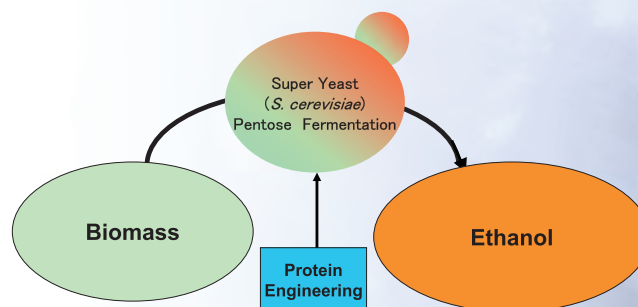 Super Yeast
(S. cerevisiae)
Pentose Fermentation
Biomass
Ethanol
Protein
Engineering